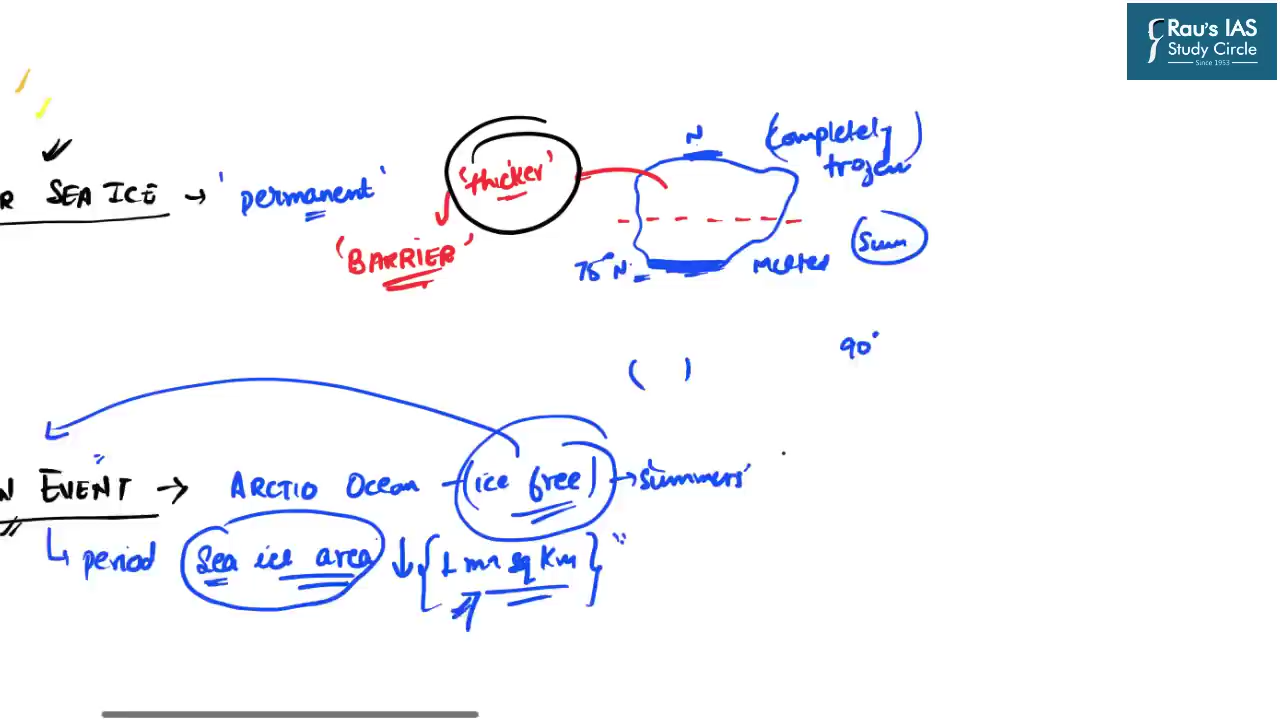 Rau's IAS
Study Circle
Since 1953
N
(completely
frozen)
R SEA ICE → 'permanent'
'thicker'
'BARRIER'
Sum
75°N
melted
90°
( )
N EVENT → ARCTIC OCEAN - (ice free) → summers'
period sea ice area ↓ {1 mn sq km}"